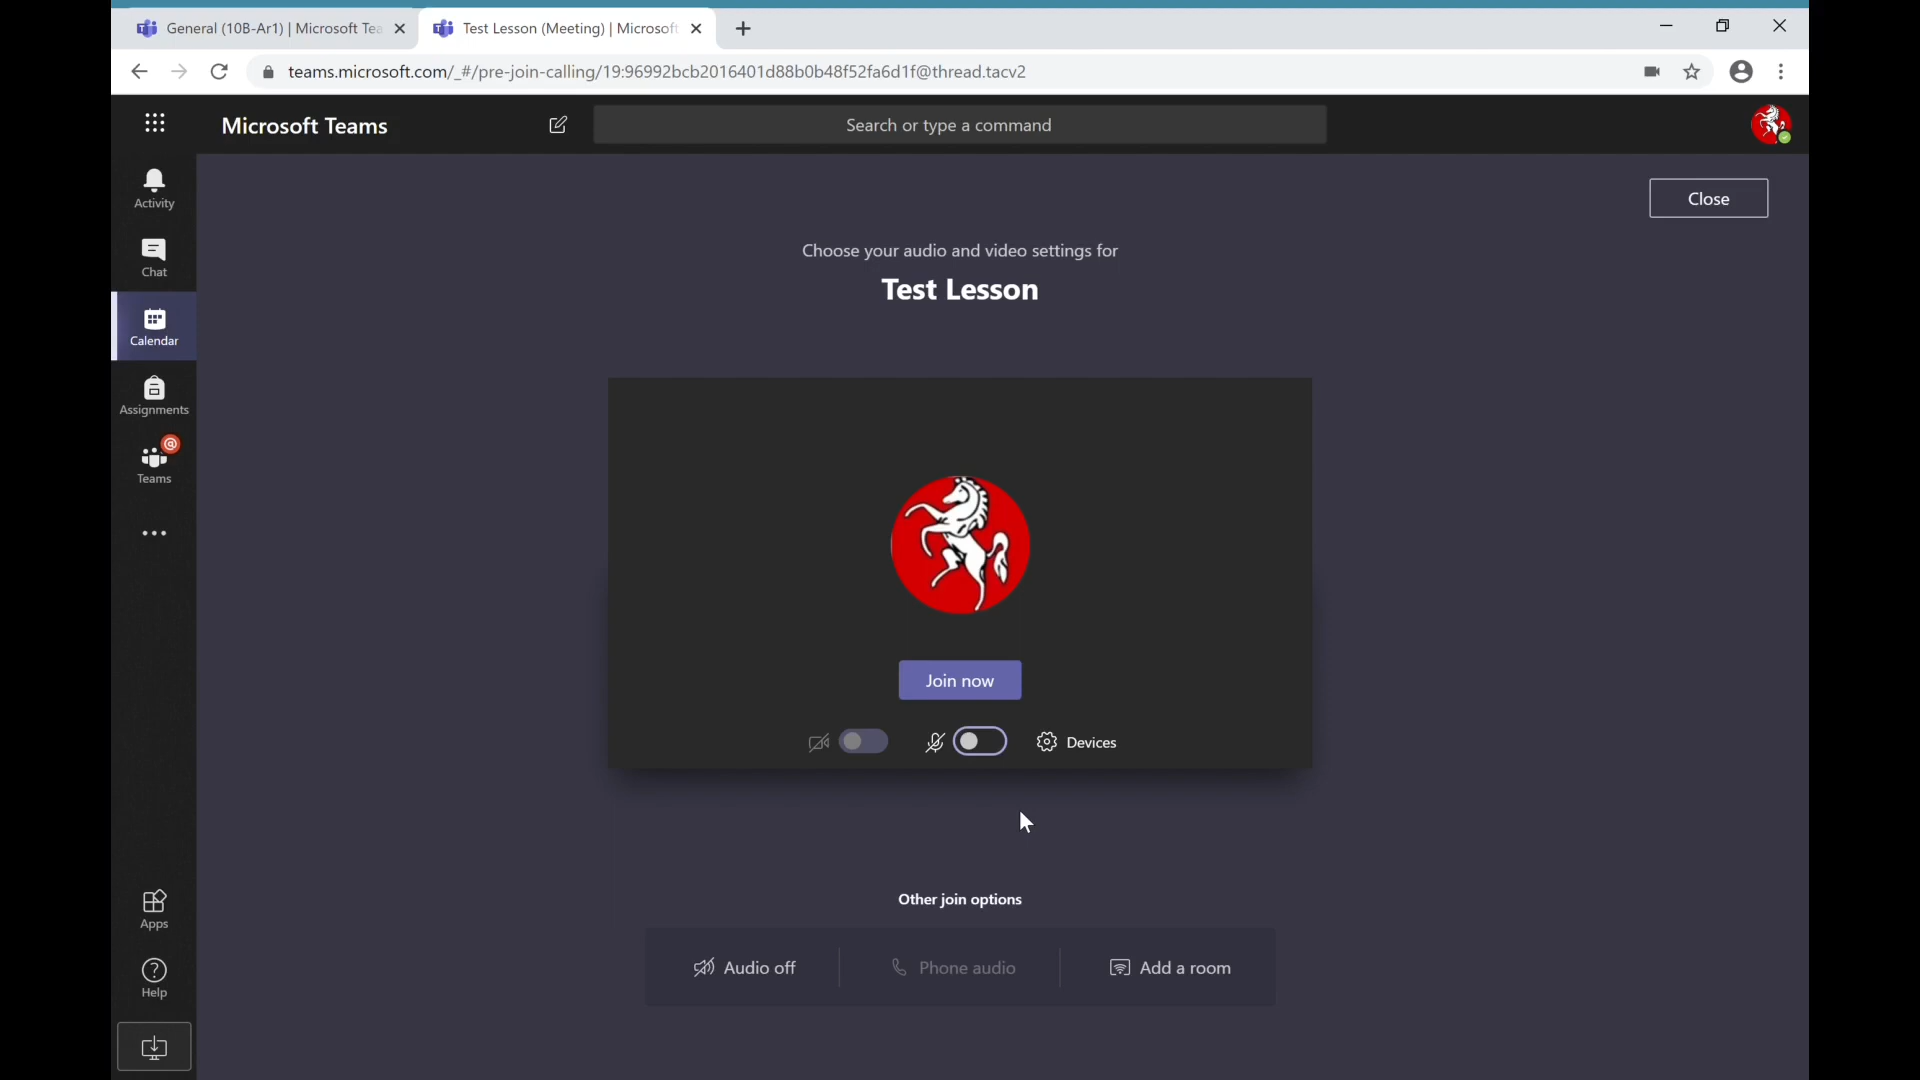 General (10B-Ar1) | Microsoft Tea
Test Lesson (Meeting) | Microsoft
teams.microsoft.com/_#/pre-join-calling/19:96992bcb2016401d88b0b48f52fa6d1f@thread.tacv2
Microsoft Teams
Search or type a command
Activity
Chat
Calendar
Assignments
Teams
Apps
Help
Close
Choose your audio and video settings for
Test Lesson
Join now
Devices
Other join options
Audio off
Phone audio
Add a room